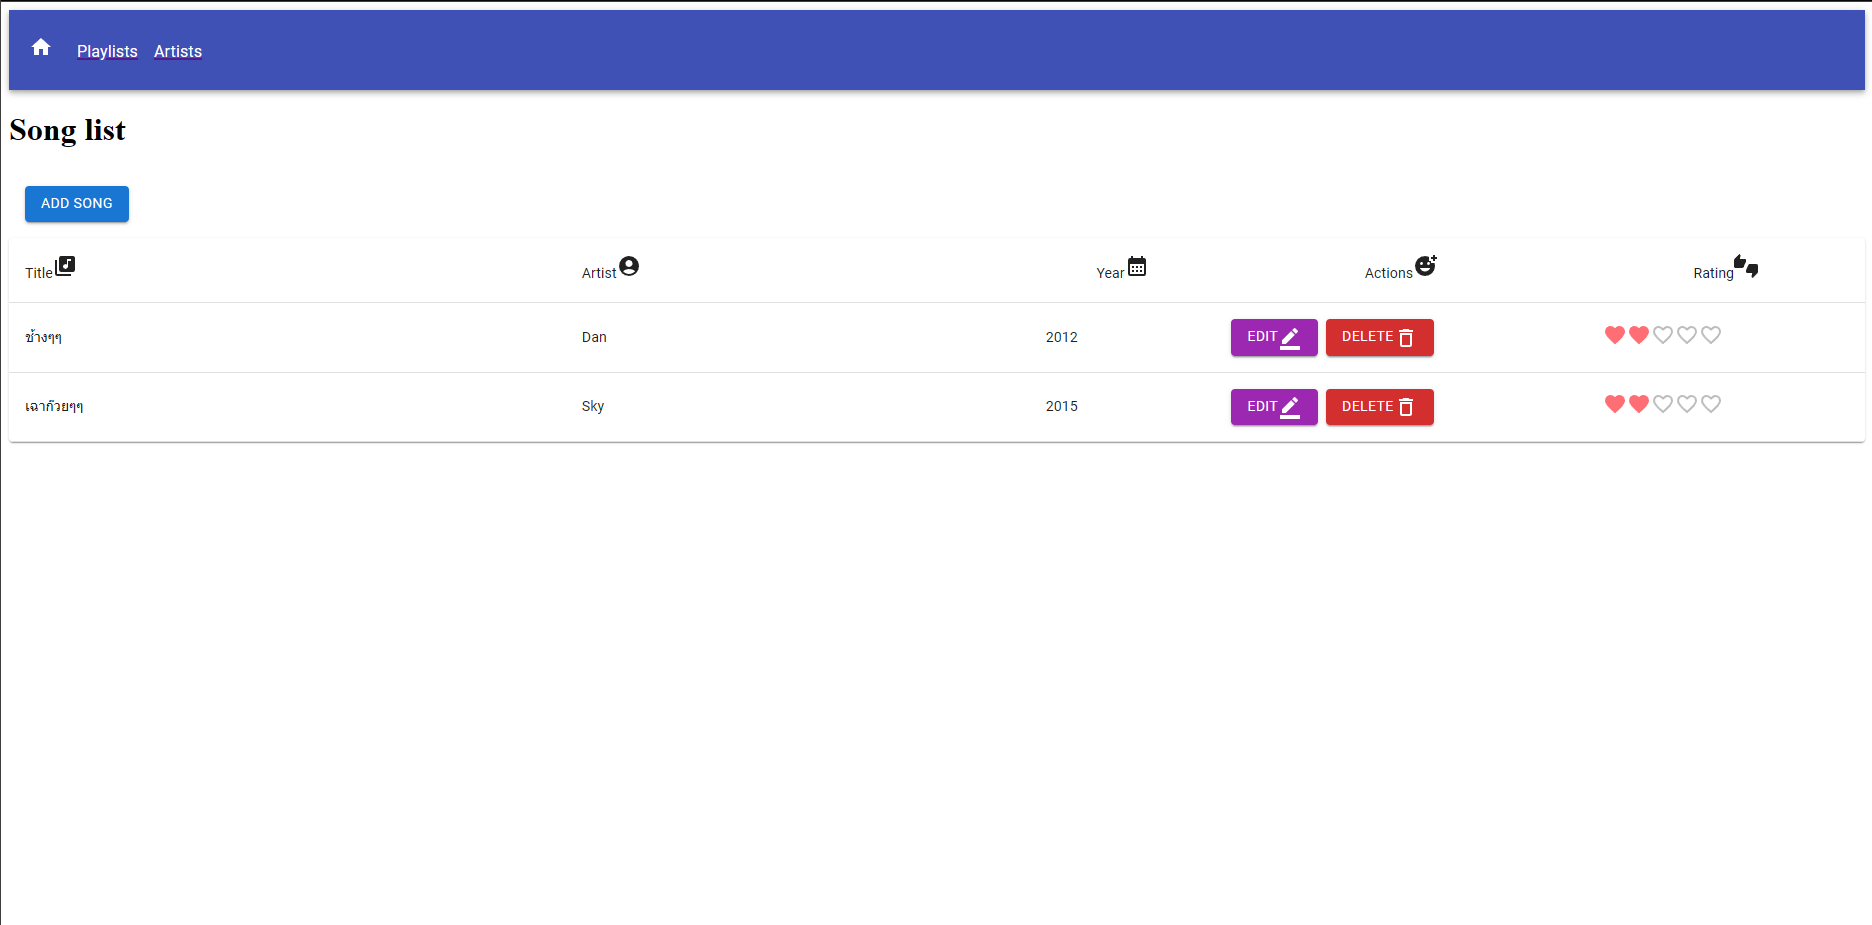 Playlists Artists
Song list
ADD SONG
Title Artist Year Actions Rating
ช้างๆๆ Dan 2012 EDIT DELETE
เฉาก๊วยๆๆ Sky 2015 EDIT DELETE